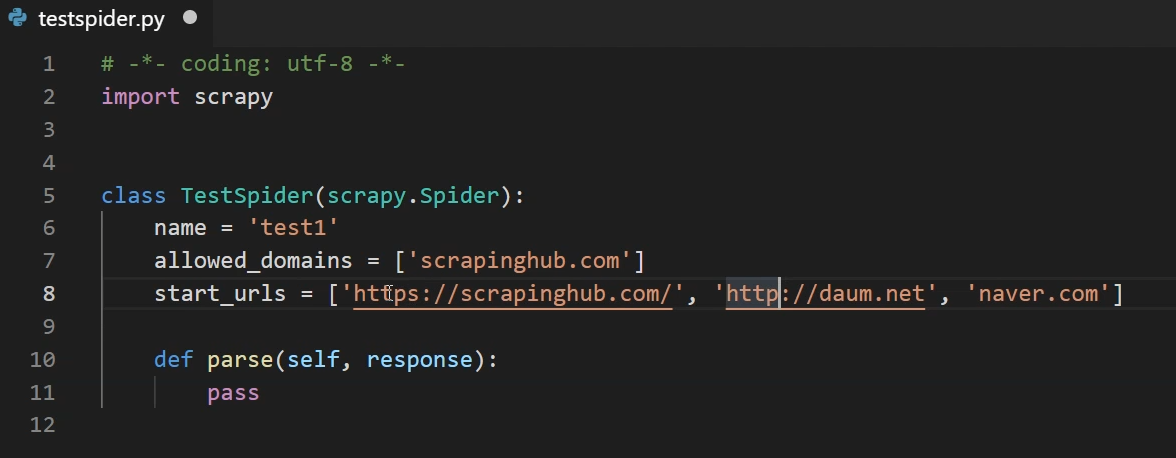 testspider.py
1 # -*- coding: utf-8 -*-
2 import scrapy
3
4
5 class TestSpider(scrapy.Spider):
6     name = 'test1'
7     allowed_domains = ['scrapinghub.com']
8     start_urls = ['https://scrapinghub.com/', 'http://daum.net', 'naver.com']
9
10     def parse(self, response):
11         pass
12